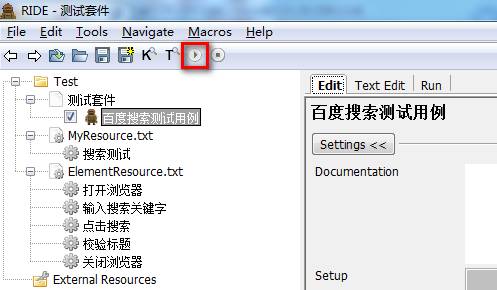 RIDE - 测试套件
File Edit Tools Navigate Macros Help
K T
Test
测试套件
百度搜索测试用例
MyResource.txt
搜索测试
ElementResource.txt
打开浏览器
输入搜索关键字
点击搜索
校验标题
关闭浏览器
External Resources
Edit Text Edit Run
百度搜索测试用例
Settings <<
Documentation
Setup